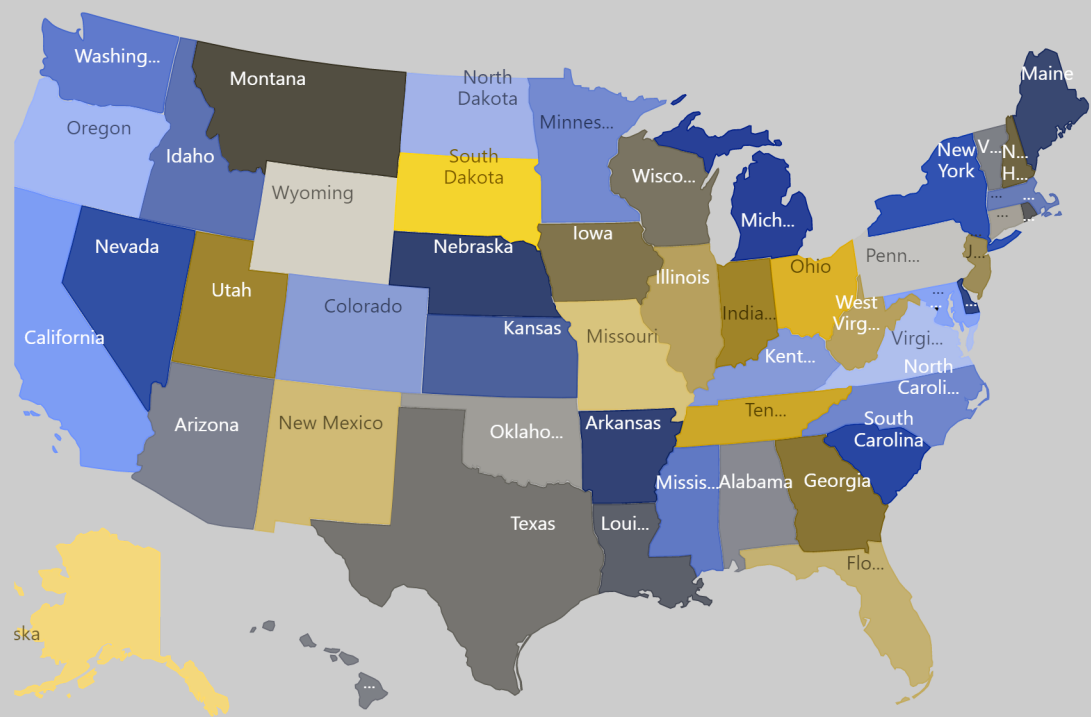 Washing...
Montana
North
Dakota
Minnes...
Maine
Oregon
Idaho
South
Dakota
Wisco...
New
York
V...
N...
H...
Wyoming
...
...
Mich...
...
...
Nevada
Nebraska
Iowa
Illinois
Ohio
Penn...
J...
Utah
Colorado
Kansas
India...
West
Virg...
...
...
...
California
Missouri
Kent...
Virgi...
North
Caroli...
Arizona
New Mexico
Oklaho...
Arkansas
Ten...
South
Carolina
Missis...
Alabama
Georgia
Texas
Loui...
Flo...
ska
...